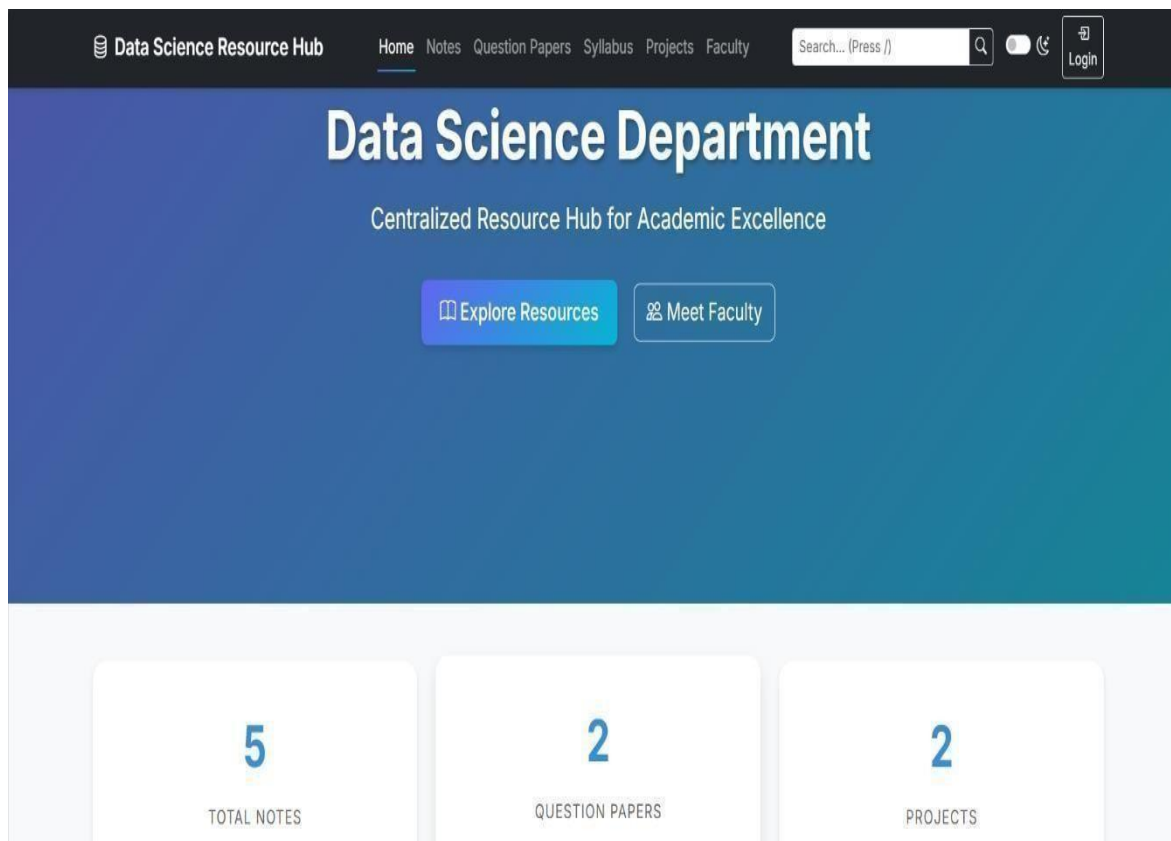 Data Science Resource Hub Home Notes Question Papers Syllabus Projects Faculty Search... (Press /) Login
Data Science Department
Centralized Resource Hub for Academic Excellence
Explore Resources Meet Faculty
5 2 2
TOTAL NOTES QUESTION PAPERS PROJECTS